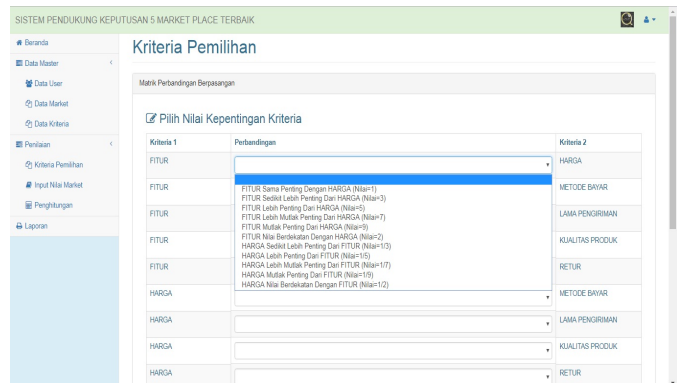 SISTEM PENDUKUNG KEPUTUSAN 5 MARKET PLACE TERBAIK
Beranda
Data Master
Data User
Data Market
Data Kriteria
Penilaian
Kriteria Pemilihan
Input Nilai Market
Penghitungan
Laporan
Kriteria Pemilihan
Matrik Perbandingan Berpasangan
Pilih Nilai Kepentingan Kriteria
Kriteria 1 Perbandingan Kriteria 2
FITUR HARGA
FITUR METODE BAYAR
FITUR LAMA PENGIRIMAN
FITUR KUALITAS PRODUK
FITUR RETUR
FITUR Sama Penting Dengan HARGA (Nilai=1)
FITUR Sedikit Lebih Penting Dari HARGA (Nilai=3)
FITUR Lebih Penting Dari HARGA (Nilai=5)
FITUR Lebih Mutlak Penting Dari HARGA (Nilai=7)
FITUR Mutlak Penting Dari HARGA (Nilai=9)
FITUR Nilai Berdekatan Dengan HARGA (Nilai=2)
HARGA Sedikit Lebih Penting Dari FITUR (Nilai=1/3)
HARGA Lebih Penting Dari FITUR (Nilai=1/5)
HARGA Lebih Mutlak Penting Dari FITUR (Nilai=1/7)
HARGA Mutlak Penting Dari FITUR (Nilai=1/9)
HARGA Nilai Berdekatan Dengan FITUR (Nilai=1/2)
HARGA METODE BAYAR
HARGA LAMA PENGIRIMAN
HARGA KUALITAS PRODUK
HARGA RETUR